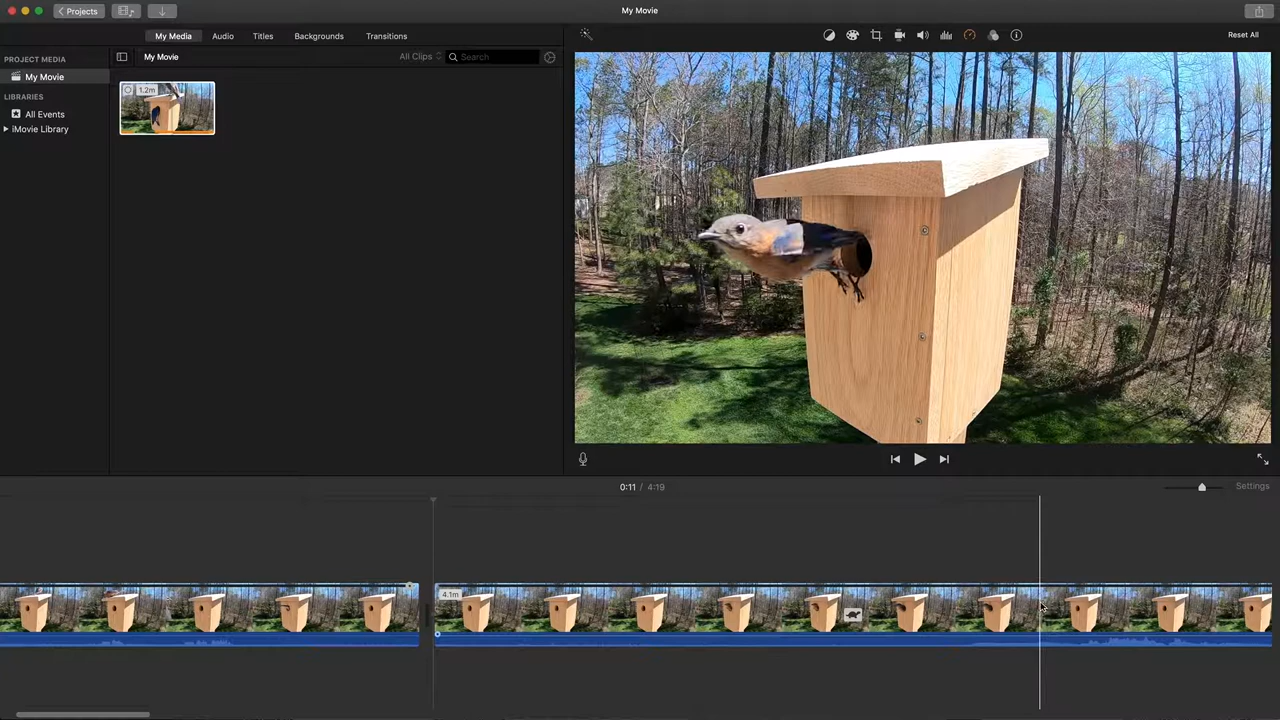 Projects
My Movie
Reset All
My Media Audio Titles Backgrounds Transitions
PROJECT MEDIA
My Movie
LIBRARIES
All Events
iMovie Library
My Movie
All Clips
Search
1.2m
0:11 / 4:19
Settings
4.1m